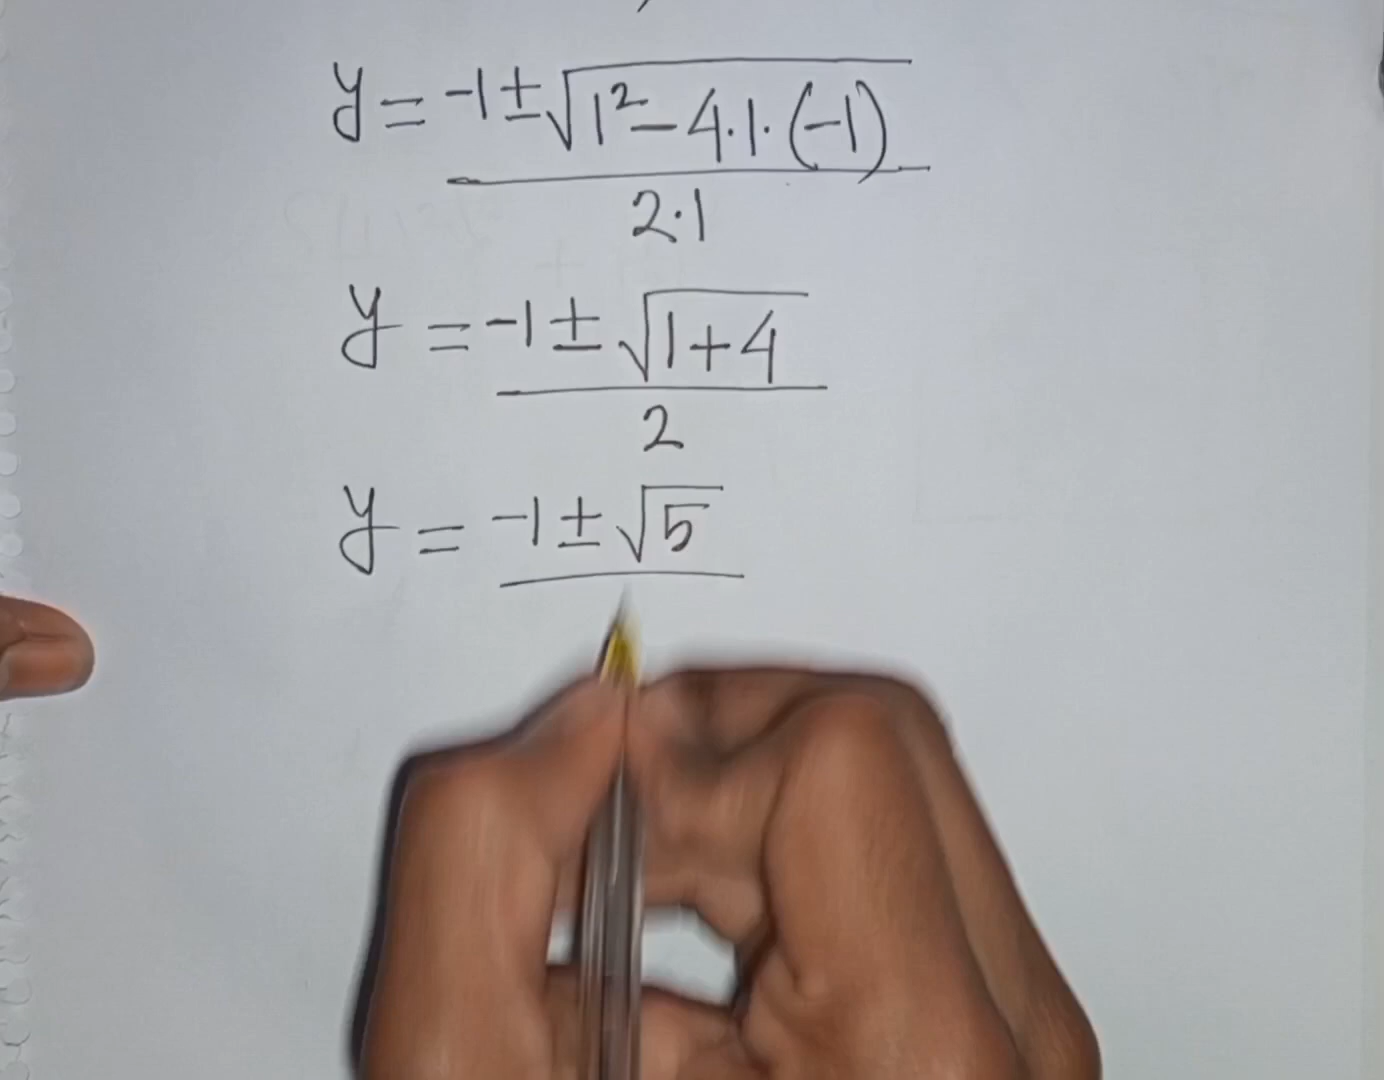 y = -1 ± √(1² - 4·1·(-1))
2·1
y = -1 ± √(1+4)
2
y = -1 ± √5